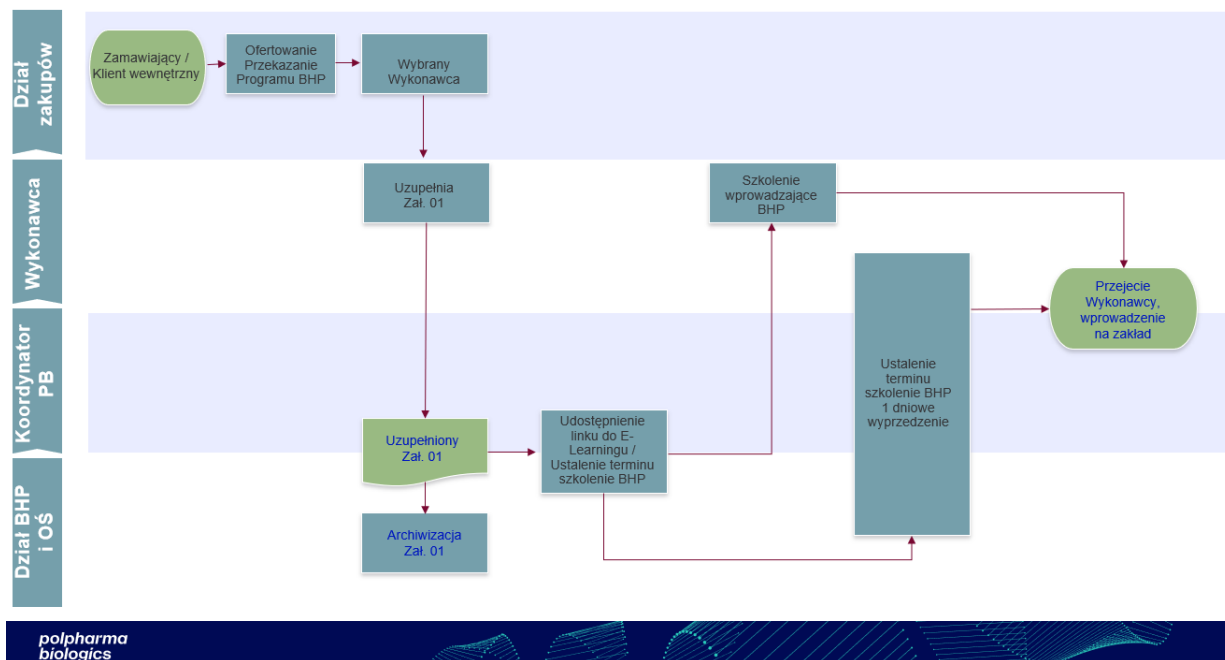 Dział
zakupów
Zamawiający /
Klient wewnętrzny
Ofertowanie
Przekazanie
Programu BHP
Wybrany
Wykonawca
Wykonawca
Uzupełnia
Zał. 01
Szkolenie
wprowadzające
BHP
Przejecie
Wykonawcy,
wprowadzenie
na zakład
Koordynator
PB
Ustalenie
terminu
szkolenie BHP
1 dniowe
wyprzedzenie
Uzupełniony
Zał. 01
Udostępnienie
linku do E-
Learningu /
Ustalenie terminu
szkolenie BHP
Dział BHP
i OŚ
Archiwizacja
Zał. 01
polpharma
biologics